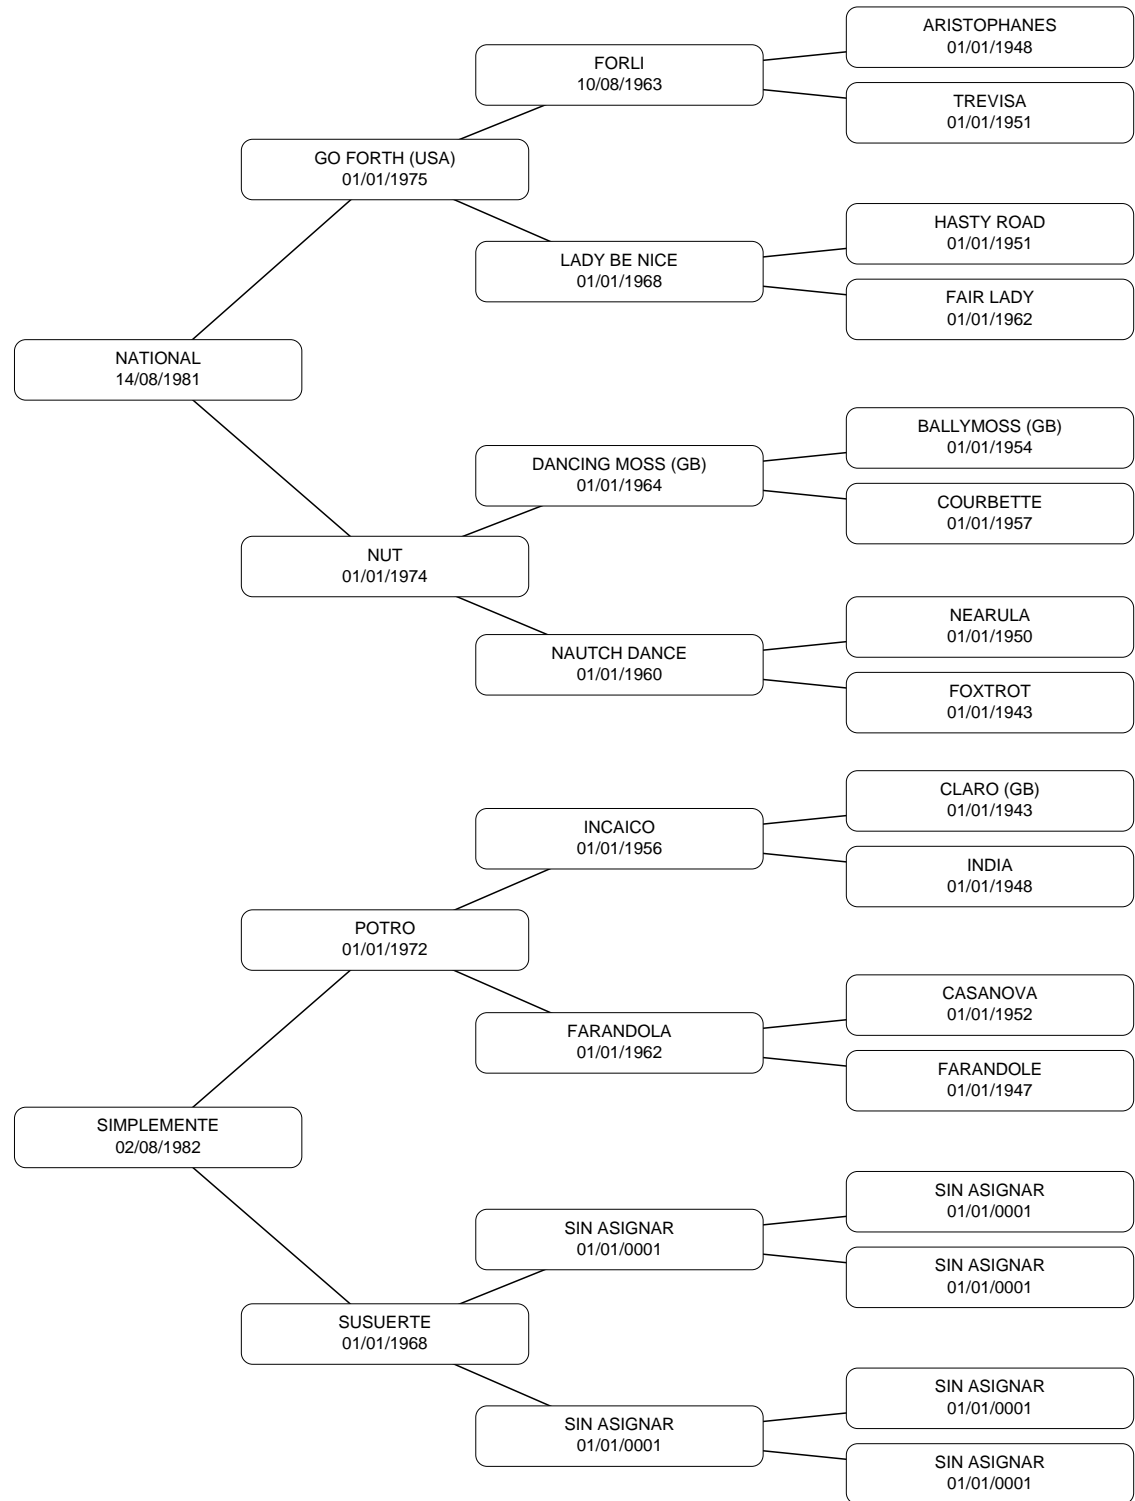 ARISTOPHANES
01/01/1948
FORLI
10/08/1963
TREVISA
01/01/1951
GO FORTH (USA)
01/01/1975
HASTY ROAD
01/01/1951
LADY BE NICE
01/01/1968
FAIR LADY
01/01/1962
NATIONAL
14/08/1981
BALLYMOSS (GB)
01/01/1954
DANCING MOSS (GB)
01/01/1964
COURBETTE
01/01/1957
NUT
01/01/1974
NEARULA
01/01/1950
NAUTCH DANCE
01/01/1960
FOXTROT
01/01/1943
CLARO (GB)
01/01/1943
INCAICO
01/01/1956
INDIA
01/01/1948
POTRO
01/01/1972
CASANOVA
01/01/1952
FARANDOLA
01/01/1962
FARANDOLE
01/01/1947
SIMPLEMENTE
02/08/1982
SIN ASIGNAR
01/01/0001
SIN ASIGNAR
01/01/0001
SIN ASIGNAR
01/01/0001
SUSUERTE
01/01/1968
SIN ASIGNAR
01/01/0001
SIN ASIGNAR
01/01/0001
SIN ASIGNAR
01/01/0001